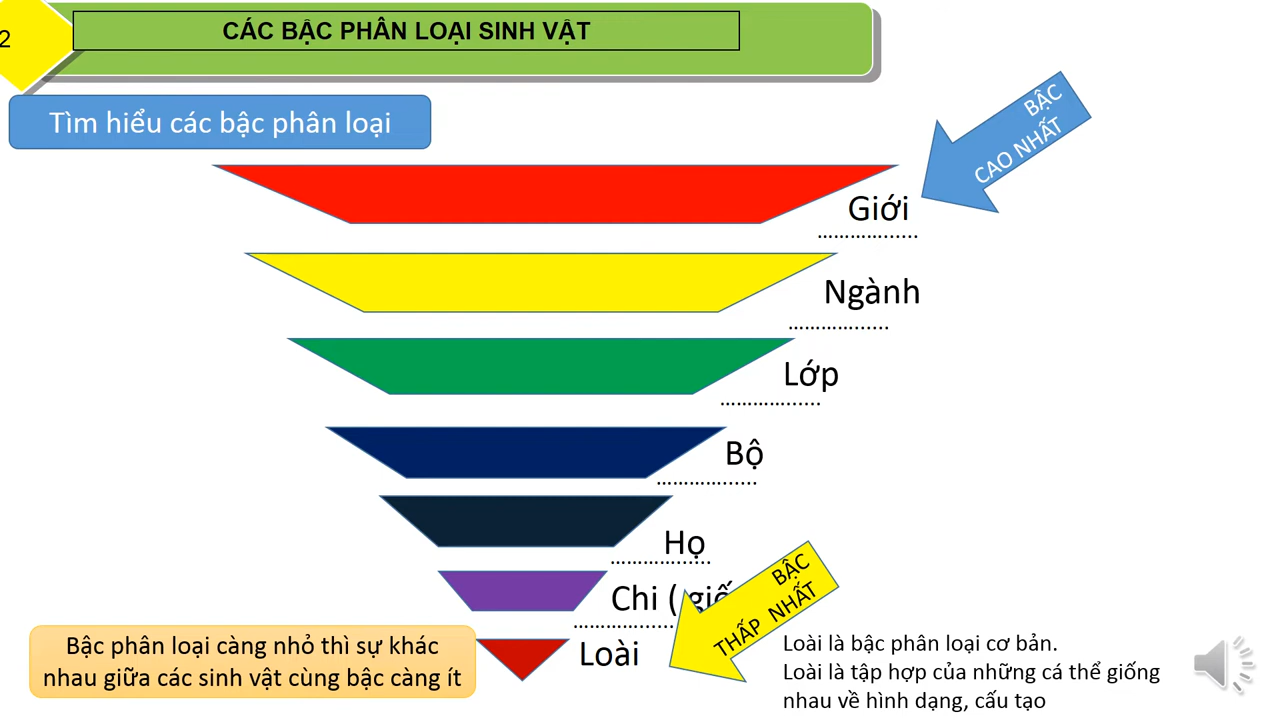 2
CÁC BẬC PHÂN LOẠI SINH VẬT
Tìm hiểu các bậc phân loại
BẬC
CAO NHẤT
Giới
.................
Ngành
.................
Lớp
.................
Bộ
.................
Họ
.................
Chi ( giố
.................
Loài
BẬC
THẤP NHẤT
Bậc phân loại càng nhỏ thì sự khác
nhau giữa các sinh vật cùng bậc càng ít
Loài là bậc phân loại cơ bản.
Loài là tập hợp của những cá thể giống
nhau về hình dạng, cấu tạo